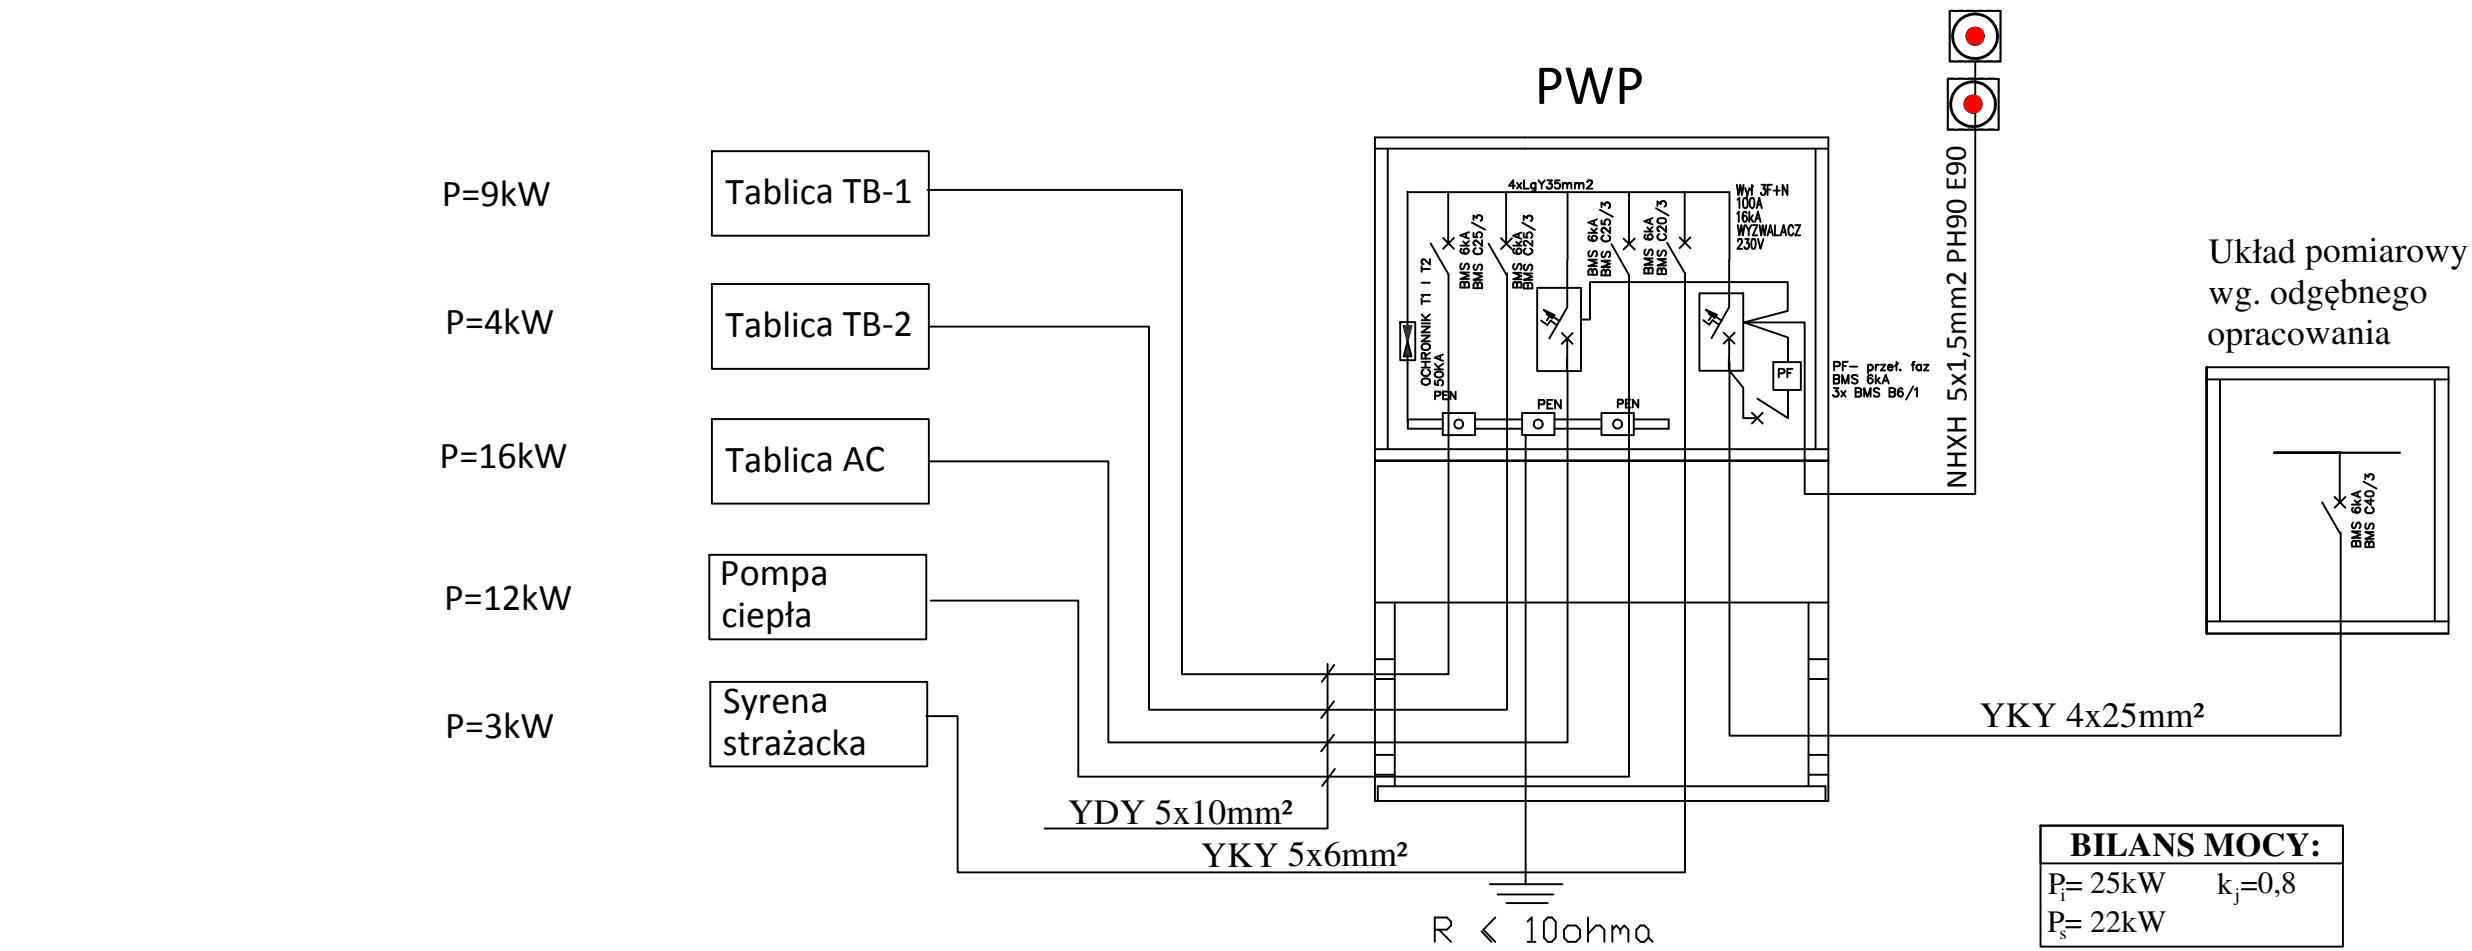 PWP
P=9kW
Tablica TB-1
P=4kW
Tablica TB-2
P=16kW
Tablica AC
P=12kW
Pompa
ciepła
P=3kW
Syrena
strażacka
4xLgY35mm2
OCHRONNIK T1 I T2
50KA
BMS 6kA
BMS C25/3
BMS 6kA
BMS C25/3
BMS 6kA
BMS C25/3
BMS 6kA
BMS C20/3
Wył 3F+N
100A
16kA
WYZWALACZ
230V
PEN
PEN
PEN
PF
PF- przeł. faz
BMS 6kA
3x BMS B6/1
NHXH 5x1,5mm2 PH90 E90
Układ pomiarowy
wg. odgębnego
opracowania
BMS 6kA
BMS C40/3
YKY 4x25mm²
YDY 5x10mm²
YKY 5x6mm²
R < 10ohma
BILANS MOCY:
Pi= 25kW kj=0,8
Ps= 22kW